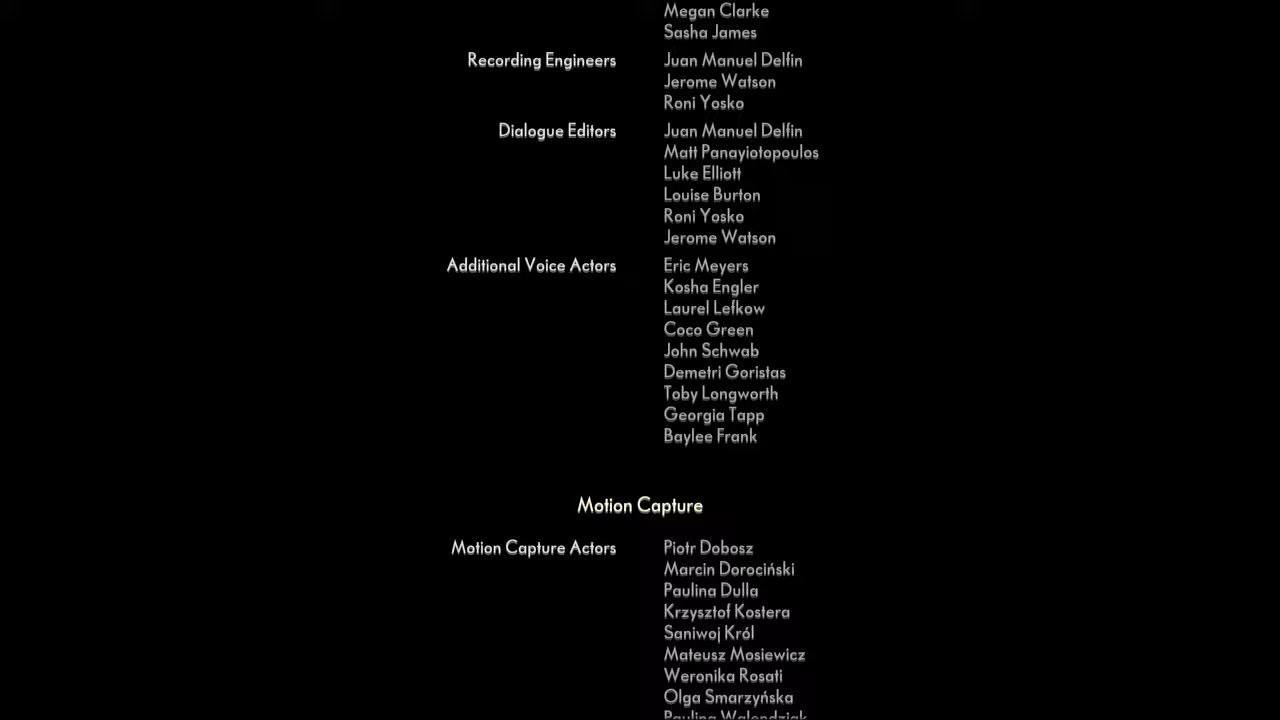 Megan Clarke
Sasha James
Recording Engineers Juan Manuel Delfin
Jerome Watson
Roni Yosko
Dialogue Editors Juan Manuel Delfin
Matt Panayiotopoulos
Luke Elliott
Louise Burton
Roni Yosko
Jerome Watson
Additional Voice Actors Eric Meyers
Kosha Engler
Laurel Lefkow
Coco Green
John Schwab
Demetri Goristas
Toby Longworth
Georgia Tapp
Baylee Frank
Motion Capture
Motion Capture Actors Piotr Dobosz
Marcin Dorociński
Paulina Dulla
Krzysztof Kostera
Saniwoj Król
Mateusz Mosiewicz
Weronika Rosati
Olga Smarzyńska
Paulina Walendziak